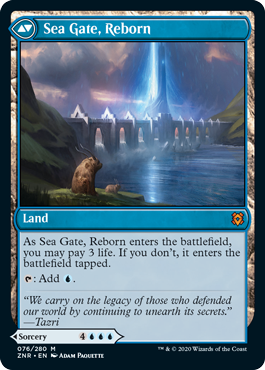 Sea Gate, Reborn
Land
As Sea Gate, Reborn enters the battlefield,
you may pay 3 life. If you don't, it enters the
battlefield tapped.
: Add .
“We carry on the legacy of those who defended
our world by continuing to unearth its secrets.”
—Tazri
Sorcery 4
076/280 M
ZNR • EN Adam Paquette
™ & © 2020 Wizards of the Coast